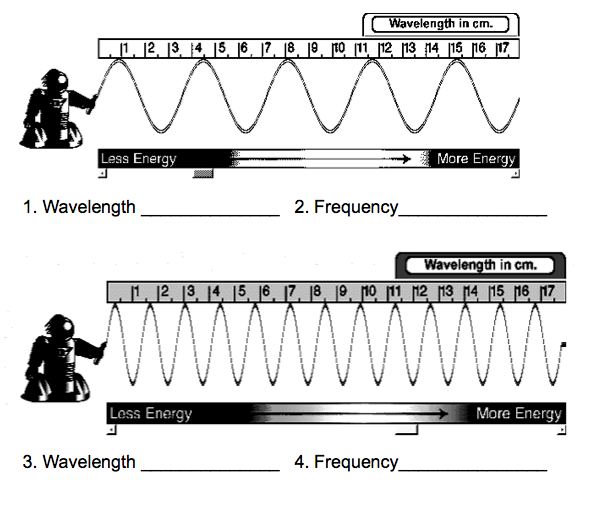 Wavelength in cm.
1 2 3 4 5 6 7 8 9 10 11 12 13 14 15 16 17
Less Energy More Energy
1. Wavelength ______________ 2. Frequency_______________
Wavelength in cm.
1 2 3 4 5 6 7 8 9 10 11 12 13 14 15 16 17
Less Energy More Energy
3. Wavelength ______________ 4. Frequency_______________